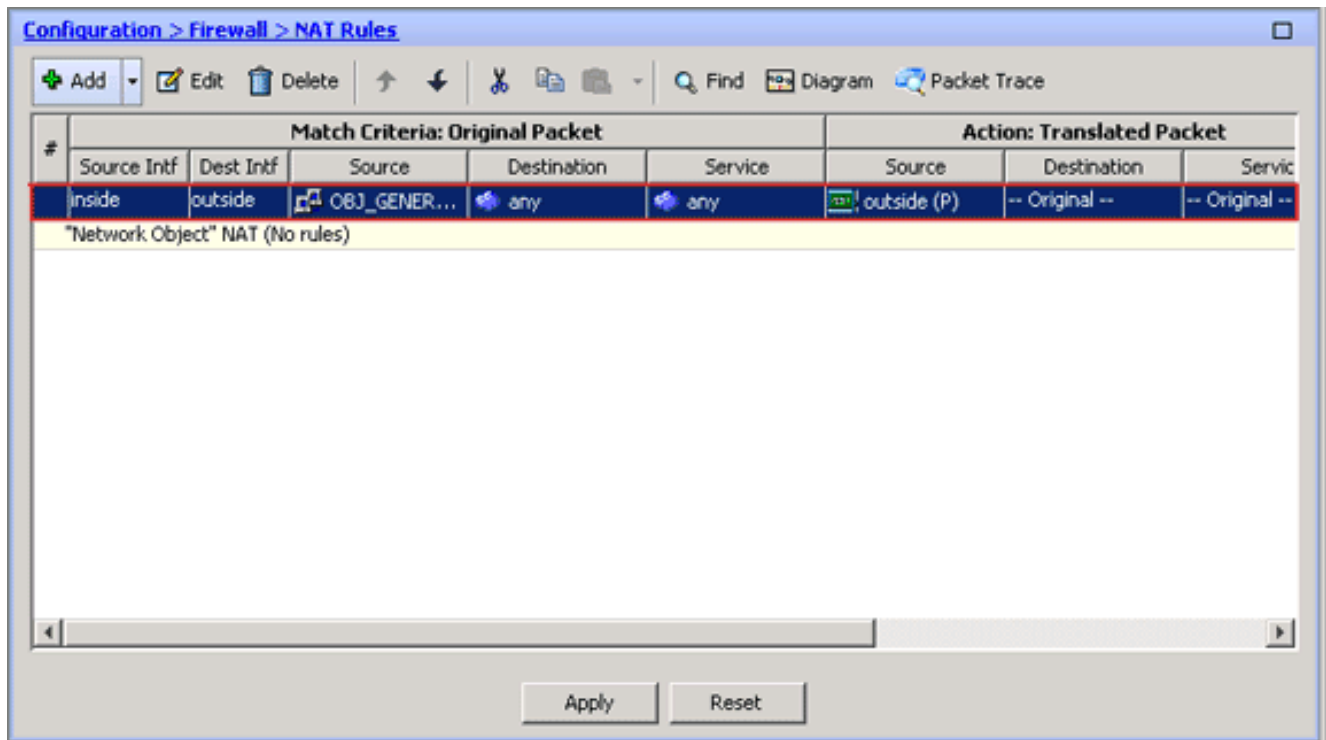 Configuration > Firewall > NAT Rules
Add Edit Delete Find Diagram Packet Trace
# Match Criteria: Original Packet Action: Translated Packet
Source Intf Dest Intf Source Destination Service Source Destination Servic
inside outside OBJ_GENER... any any outside (P) -- Original -- -- Original --
"Network Object" NAT (No rules)
Apply Reset